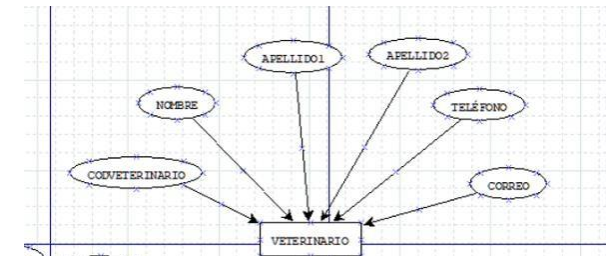 APELLIDO1
APELLIDO2
NOMBRE
TELÉFONO
CODVETERINARIO
CORREO
VETERINARIO